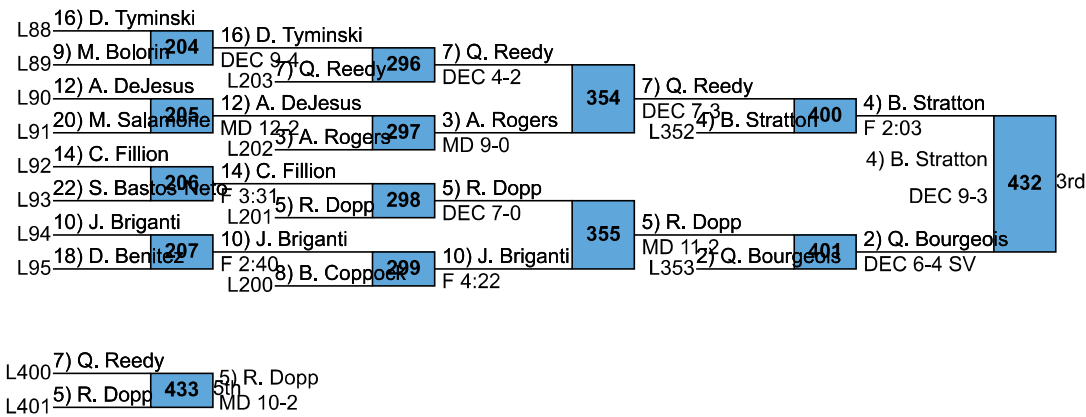 L88 16) D. Tyminski
L89 9) M. Bolorin
204
L90 12) A. DeJesus
L91 20) M. Salamone
205
L92 14) C. Fillion
L93 22) S. Bastos Neto
206
L94 10) J. Briganti
L95 18) D. Benitez
207
16) D. Tyminski
DEC 9-4
L203 7) Q. Reedy
296
12) A. DeJesus
MD 12-2
L202 3) A. Rogers
297
14) C. Fillion
F 3:31
L201 5) R. Dopp
298
10) J. Briganti
F 2:40
L200 8) B. Coppock
299
7) Q. Reedy
DEC 4-2
3) A. Rogers
MD 9-0
354
5) R. Dopp
DEC 7-0
10) J. Briganti
F 4:22
355
7) Q. Reedy
DEC 7-3
L352 4) B. Stratton
400
5) R. Dopp
MD 11-2
L353 2) Q. Bourgeois
401
4) B. Stratton
F 2:03
2) Q. Bourgeois
DEC 6-4 SV
432
4) B. Stratton
DEC 9-3
3rd
L400 7) Q. Reedy
L401 5) R. Dopp
433
5th
5) R. Dopp
MD 10-2